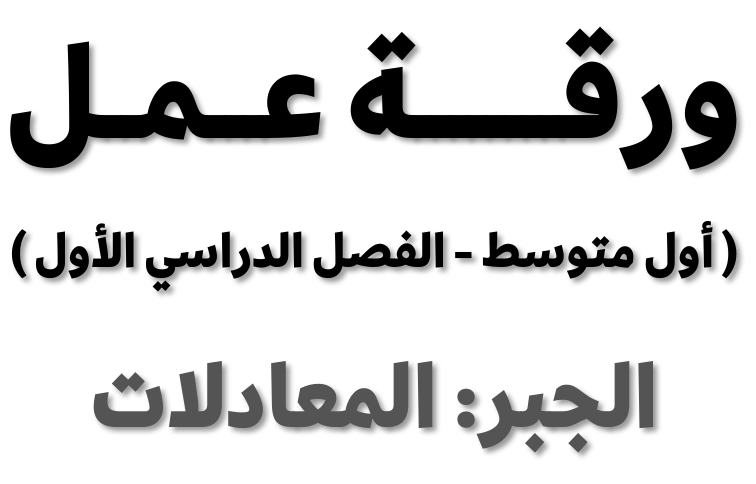 ورقـــة عـمـل
( أول متوسط - الفصل الدراسي الأول )
الجبر: المعادلات